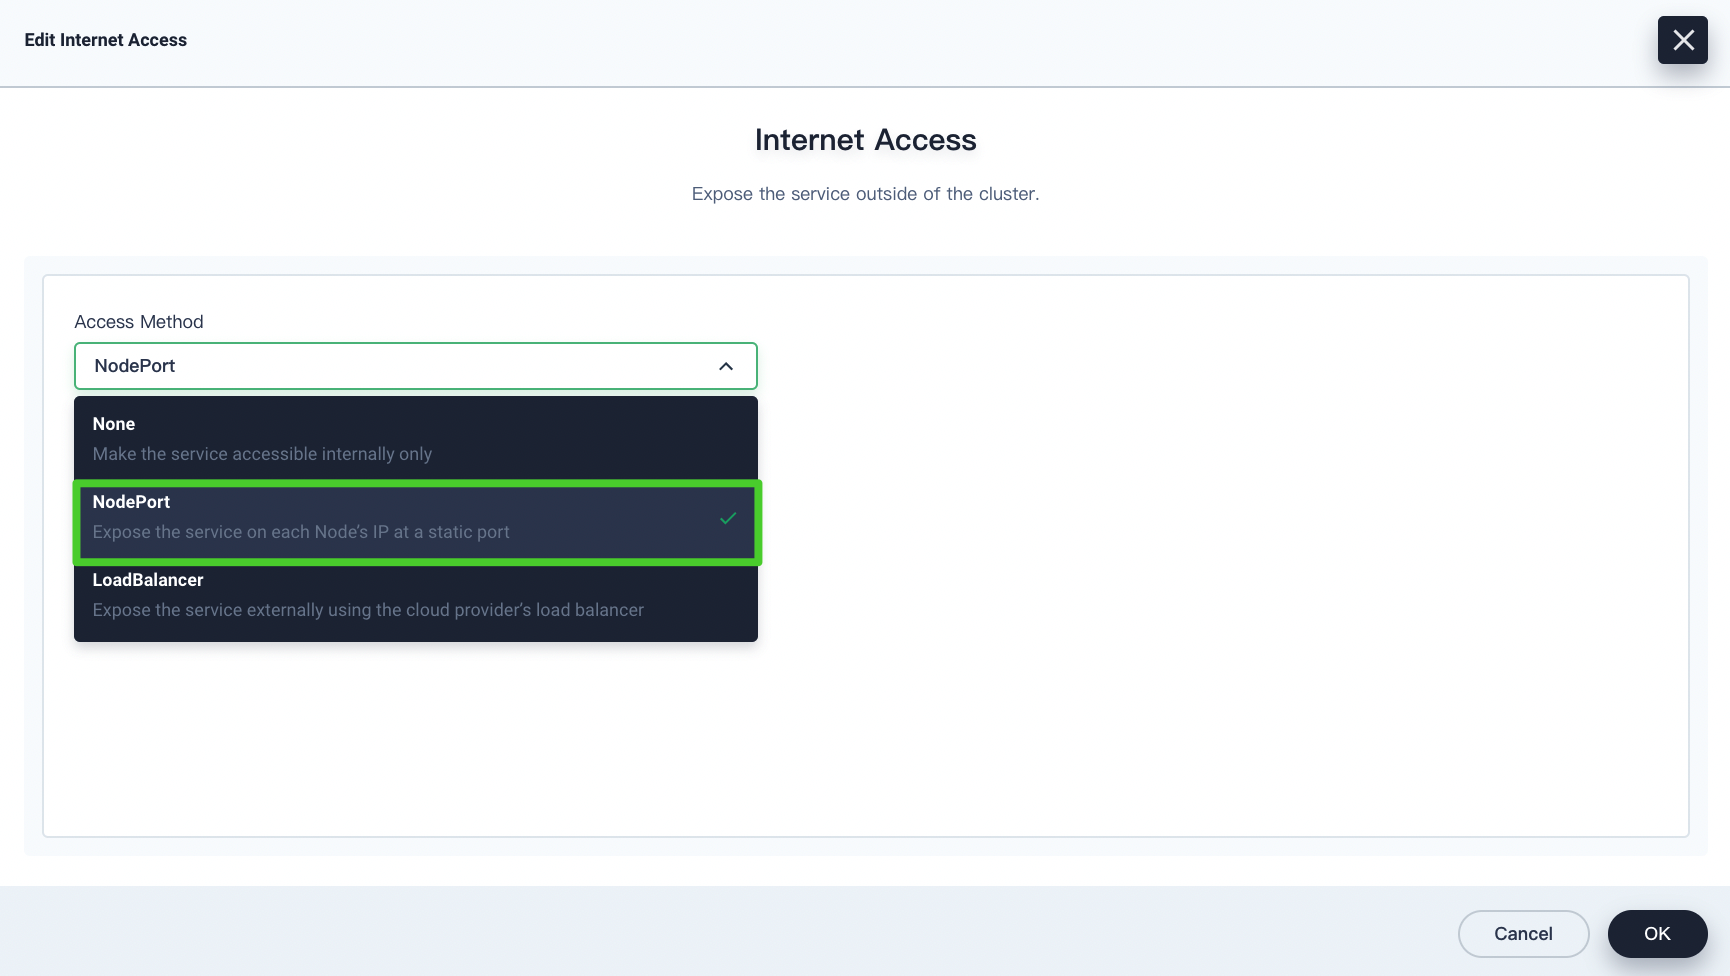 Edit Internet Access
Internet Access
Expose the service outside of the cluster.
Access Method
NodePort
None
Make the service accessible internally only
NodePort
Expose the service on each Node’s IP at a static port
LoadBalancer
Expose the service externally using the cloud provider’s load balancer
Cancel
OK